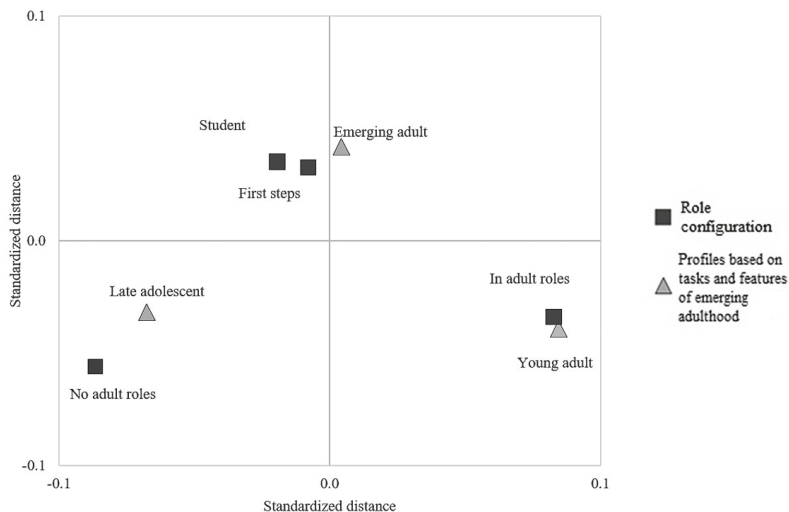 0.1
Student
Emerging adult
First steps
Standardized distance
0.0
Late adolescent
In adult roles
No adult roles
Young adult
-0.1
-0.1
0.0
0.1
Standardized distance
Role
configuration
Profiles based on
tasks and features
of emerging
adulthood